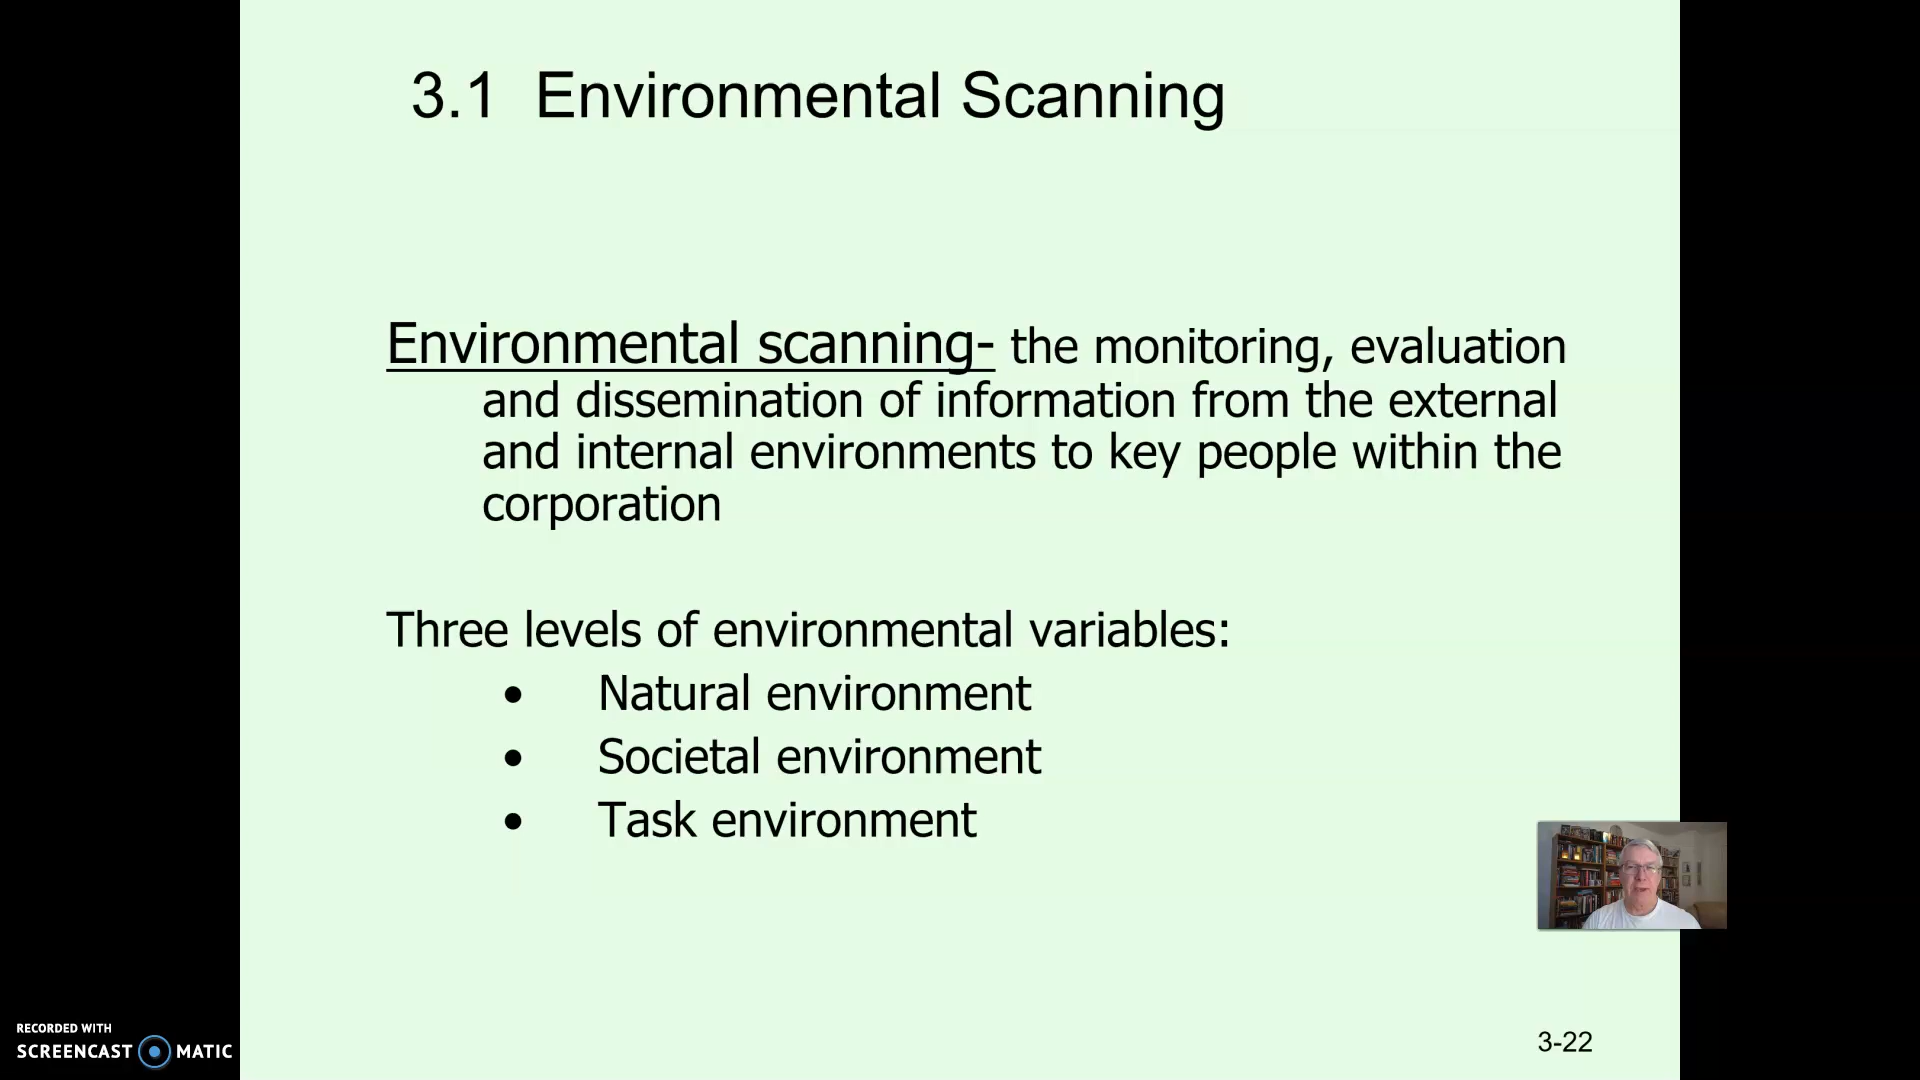 3.1 Environmental Scanning
Environmental scanning- the monitoring, evaluation
and dissemination of information from the external
and internal environments to key people within the
corporation
Three levels of environmental variables:
• Natural environment
• Societal environment
• Task environment
3-22
RECORDED WITH
SCREENCAST MATIC